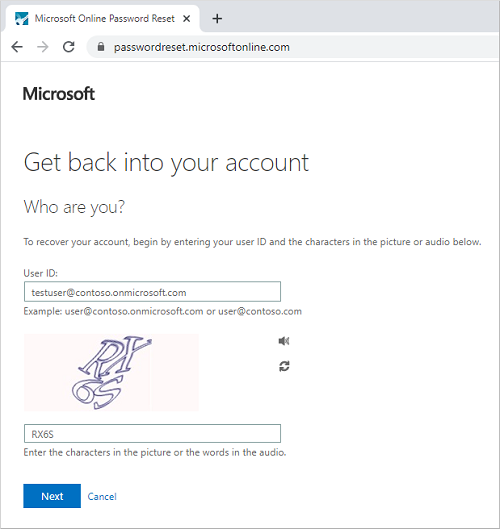 Microsoft Online Password Reset
passwordreset.microsoftonline.com
Microsoft
Get back into your account
Who are you?
To recover your account, begin by entering your user ID and the characters in the picture or audio below.
User ID:
testuser@contoso.onmicrosoft.com
Example: user@contoso.onmicrosoft.com or user@contoso.com
RX
6S
RX6S
Enter the characters in the picture or the words in the audio.
Next Cancel